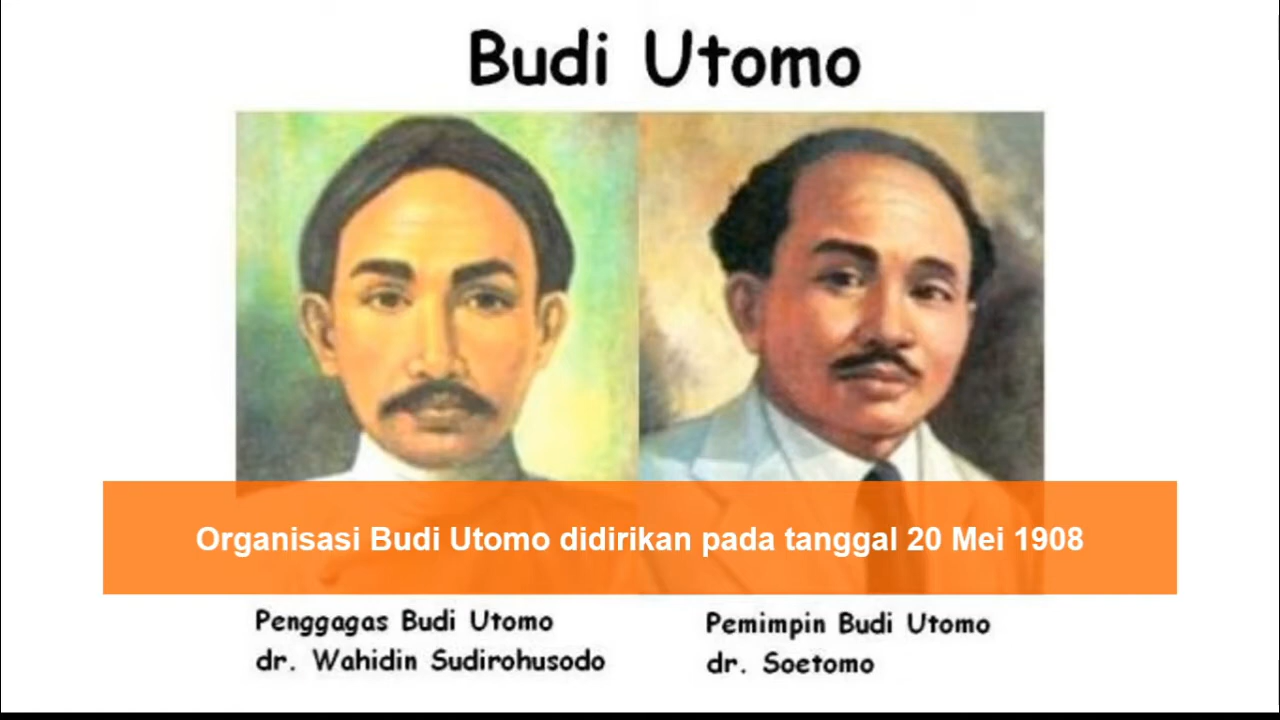 Budi Utomo
Organisasi Budi Utomo didirikan pada tanggal 20 Mei 1908
Penggagas Budi Utomo
dr. Wahidin Sudirohusodo
Pemimpin Budi Utomo
dr. Soetomo